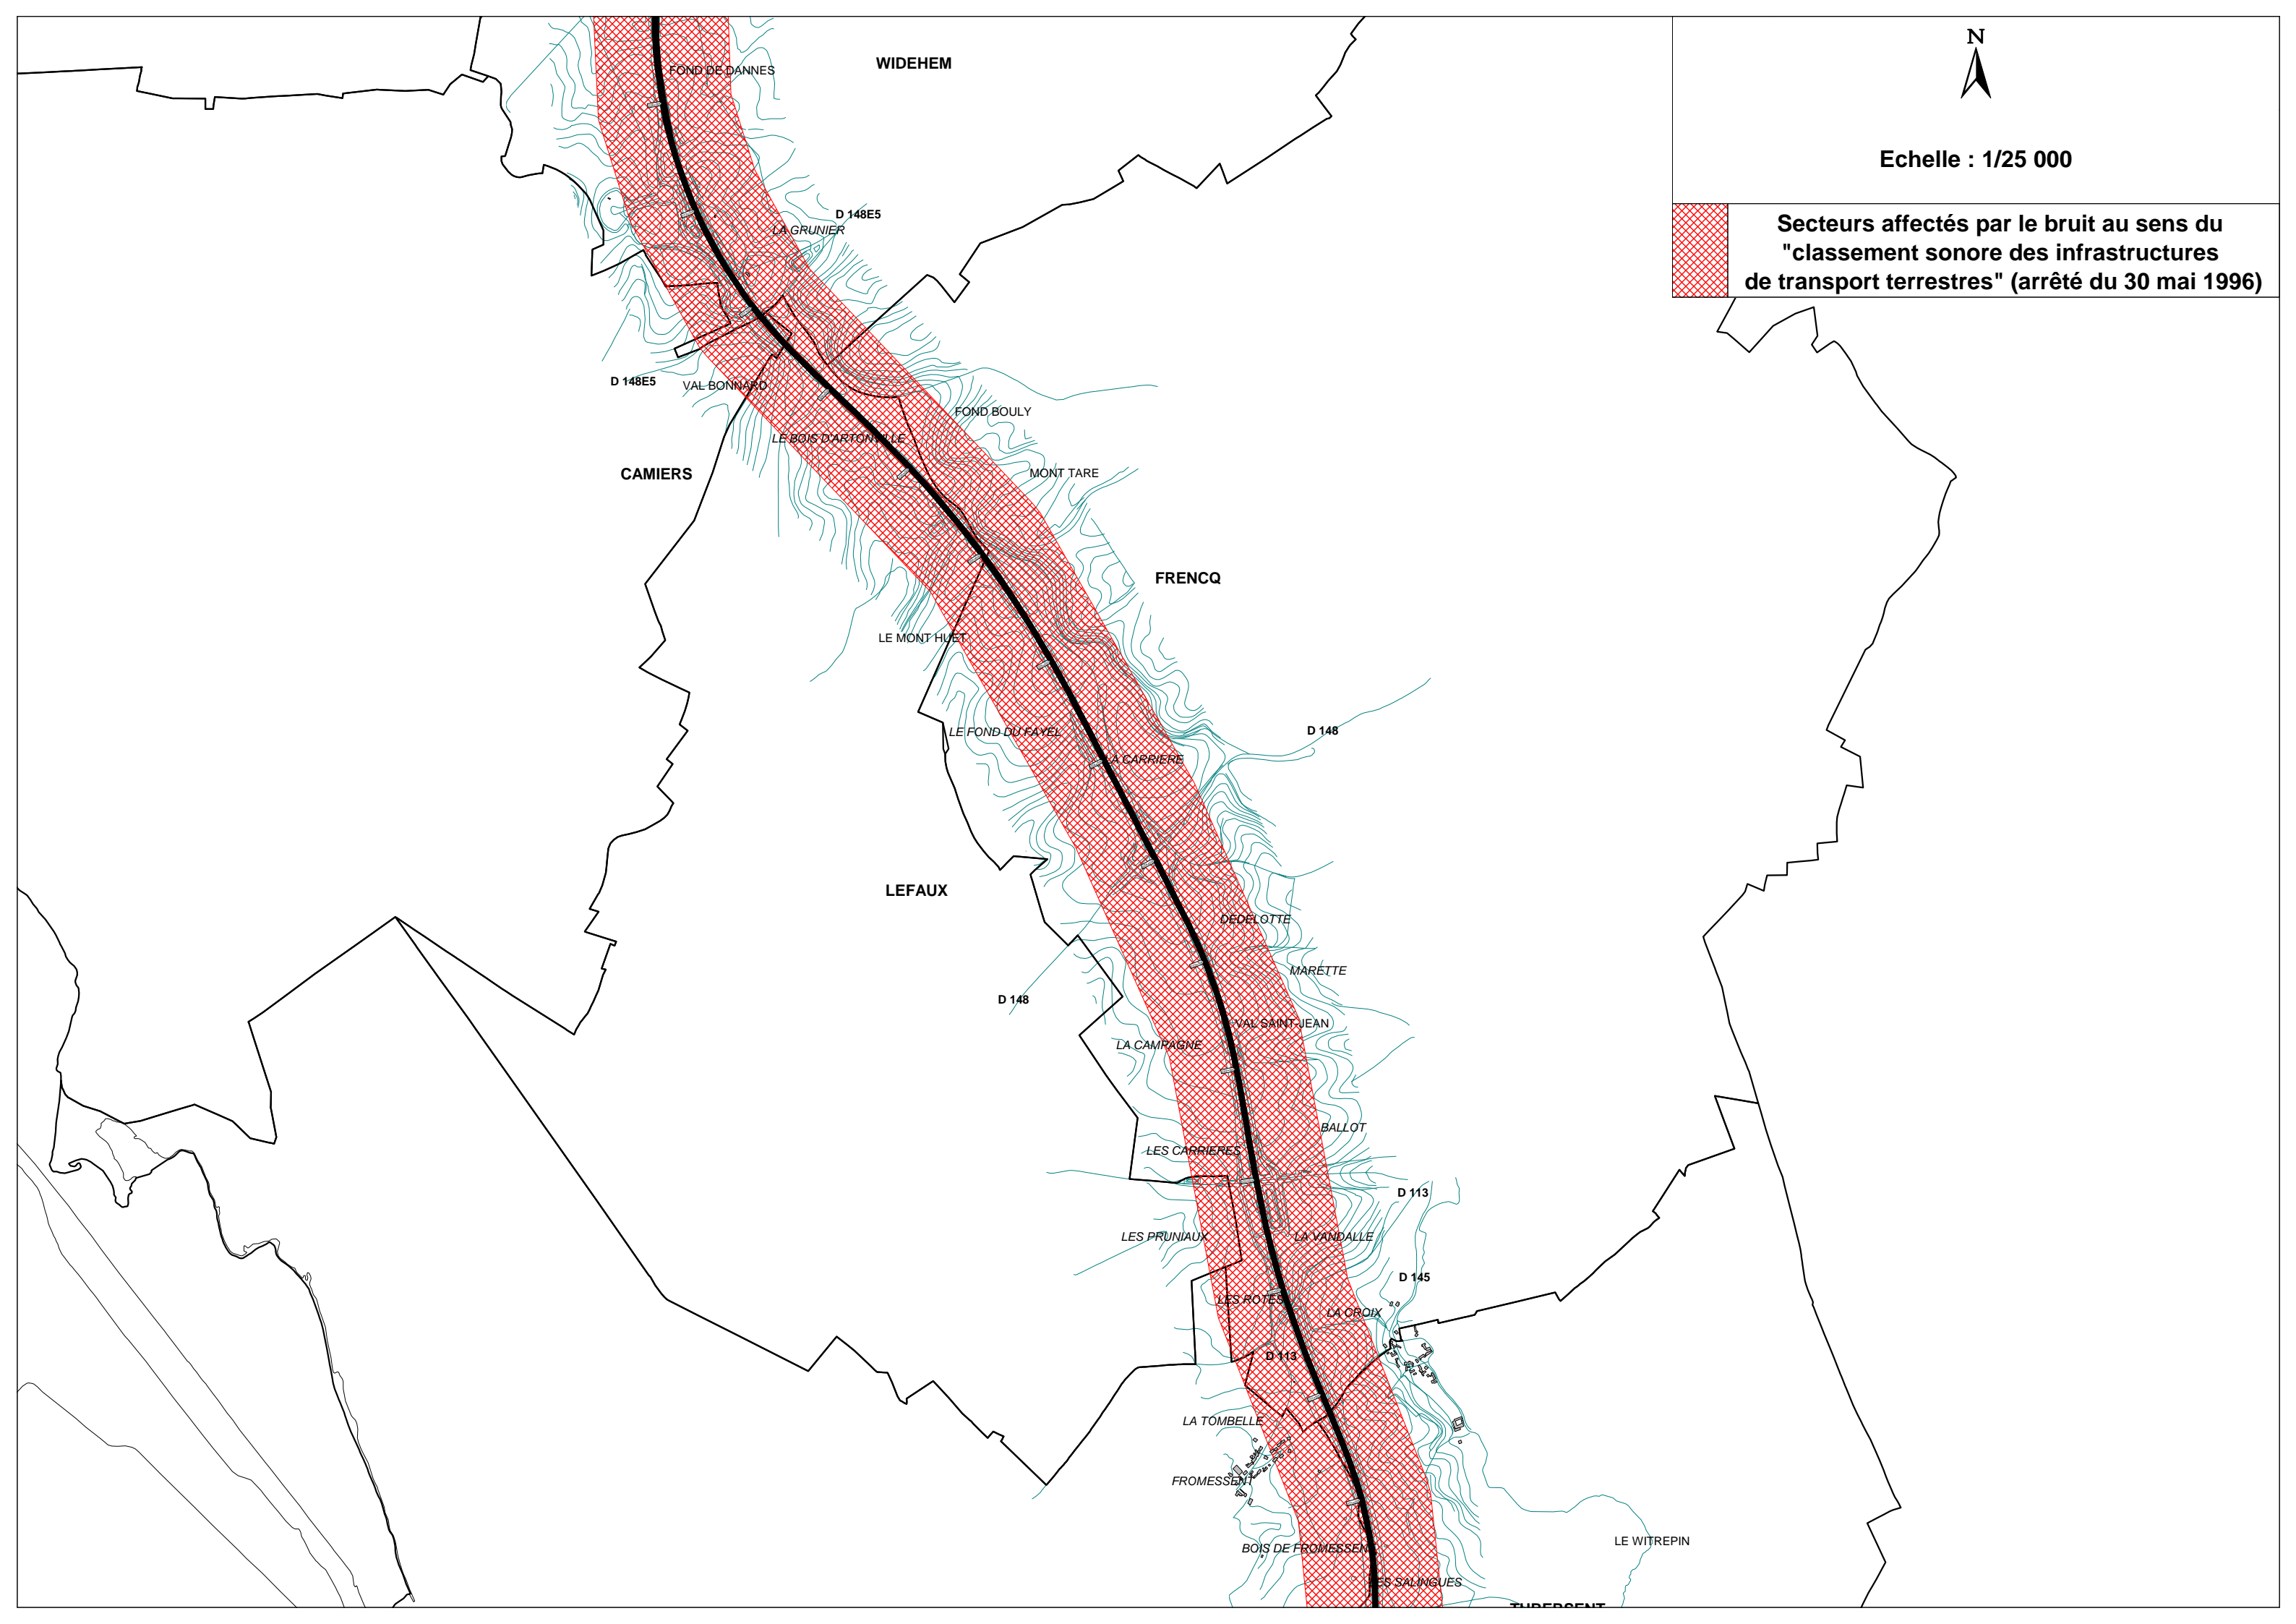 N
Echelle : 1/25 000
Secteurs affectés par le bruit au sens du
"classement sonore des infrastructures
de transport terrestres" (arrêté du 30 mai 1996)
WIDEHEM
FOND DE DANNES
D 148E5
LA GRUNIER
D 148E5
VAL BONNARD
FOND BOULY
LE BOIS D'ARTONVILLE
CAMIERS
MONT TARE
FRENCQ
LE MONT HUET
LE FOND DU FAYEL
D 148
LA CARRIERE
LEFAUX
DEDELOTTE
MARETTE
D 148
VAL SAINT-JEAN
LA CAMPAGNE
BALLOT
LES CARRIERES
D 113
LES PRUNIAUX
LA VANDALLE
D 145
LES ROTES
LA CROIX
D 113
LA TOMBELLE
FROMESSENT
LE WITREPIN
BOIS DE FROMESSENT
LES SALINGUES